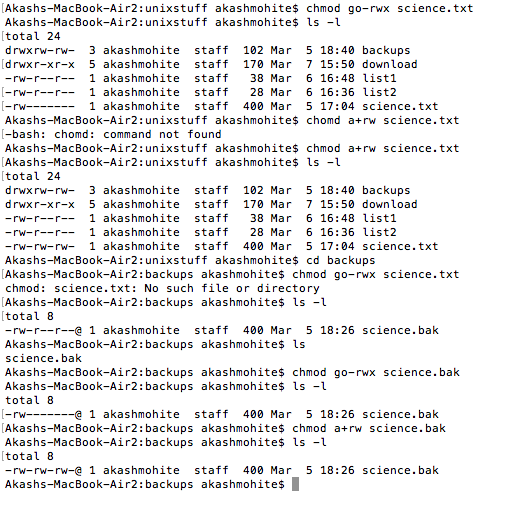 [Akashs-MacBook-Air2:unixstuff akashmohite$ chmod go-rwx science.txt
Akashs-MacBook-Air2:unixstuff akashmohite$ ls -l
[total 24
drwxrw-rw-  3 akashmohite  staff  102 Mar  5 18:40 backups
[drwxr-xr-x  5 akashmohite  staff  170 Mar  7 15:50 download
-rw-r--r--  1 akashmohite  staff   38 Mar  6 16:48 list1
-rw-r--r--  1 akashmohite  staff   28 Mar  6 16:36 list2
[-rw-------  1 akashmohite  staff  400 Mar  5 17:04 science.txt
Akashs-MacBook-Air2:unixstuff akashmohite$ chomd a+rw science.txt
[-bash: chomd: command not found
Akashs-MacBook-Air2:unixstuff akashmohite$ chmod a+rw science.txt
[Akashs-MacBook-Air2:unixstuff akashmohite$ ls -l
[total 24
drwxrw-rw-  3 akashmohite  staff  102 Mar  5 18:40 backups
drwxr-xr-x  5 akashmohite  staff  170 Mar  7 15:50 download
-rw-r--r--  1 akashmohite  staff   38 Mar  6 16:48 list1
-rw-r--r--  1 akashmohite  staff   28 Mar  6 16:36 list2
-rw-rw-rw-  1 akashmohite  staff  400 Mar  5 17:04 science.txt
Akashs-MacBook-Air2:unixstuff akashmohite$ cd backups
[Akashs-MacBook-Air2:backups akashmohite$ chmod go-rwx science.txt
chmod: science.txt: No such file or directory
[Akashs-MacBook-Air2:backups akashmohite$ ls -l
[total 8
-rw-r--r--@ 1 akashmohite  staff  400 Mar  5 18:26 science.bak
[Akashs-MacBook-Air2:backups akashmohite$ ls
science.bak
[Akashs-MacBook-Air2:backups akashmohite$ chmod go-rwx science.bak
[Akashs-MacBook-Air2:backups akashmohite$ ls -l
total 8
[-rw-------@ 1 akashmohite  staff  400 Mar  5 18:26 science.bak
Akashs-MacBook-Air2:backups akashmohite$ chmod a+rw science.bak
[Akashs-MacBook-Air2:backups akashmohite$ ls -l
[total 8
-rw-rw-rw-@ 1 akashmohite  staff  400 Mar  5 18:26 science.bak
Akashs-MacBook-Air2:backups akashmohite$